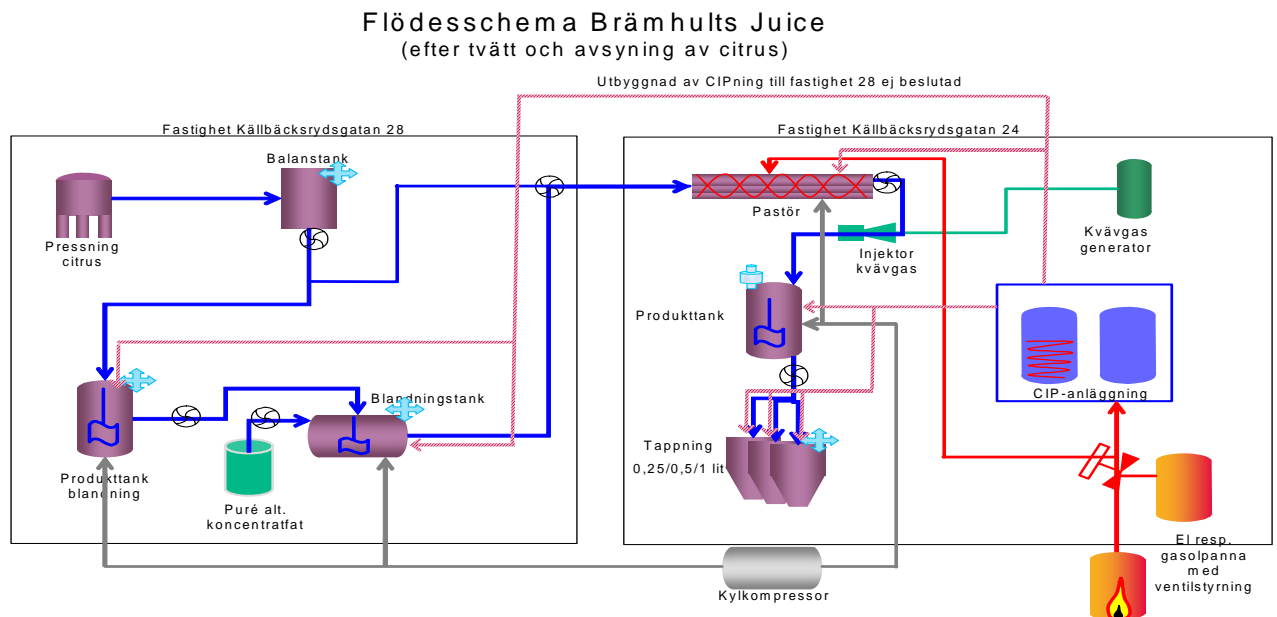 Flödesschema Brämhults Juice
(efter tvätt och avsyning av citrus)
Utbyggnad av CIPning till fastighet 28 ej beslutad
Fastighet Källbäcksrydsgatan 28
Fastighet Källbäcksrydsgatan 24
Balanstank
Pressning
citrus
Pastör
Kvävgas
generator
Injektor
kvävgas
Produkttank
CIP-anläggning
Blandningstank
Tappning
0,25/0,5/1 lit
Produkttank
blandning
Puré alt.
koncentratfat
El resp.
gasolpanna
med
ventilstyrning
Kylkompressor